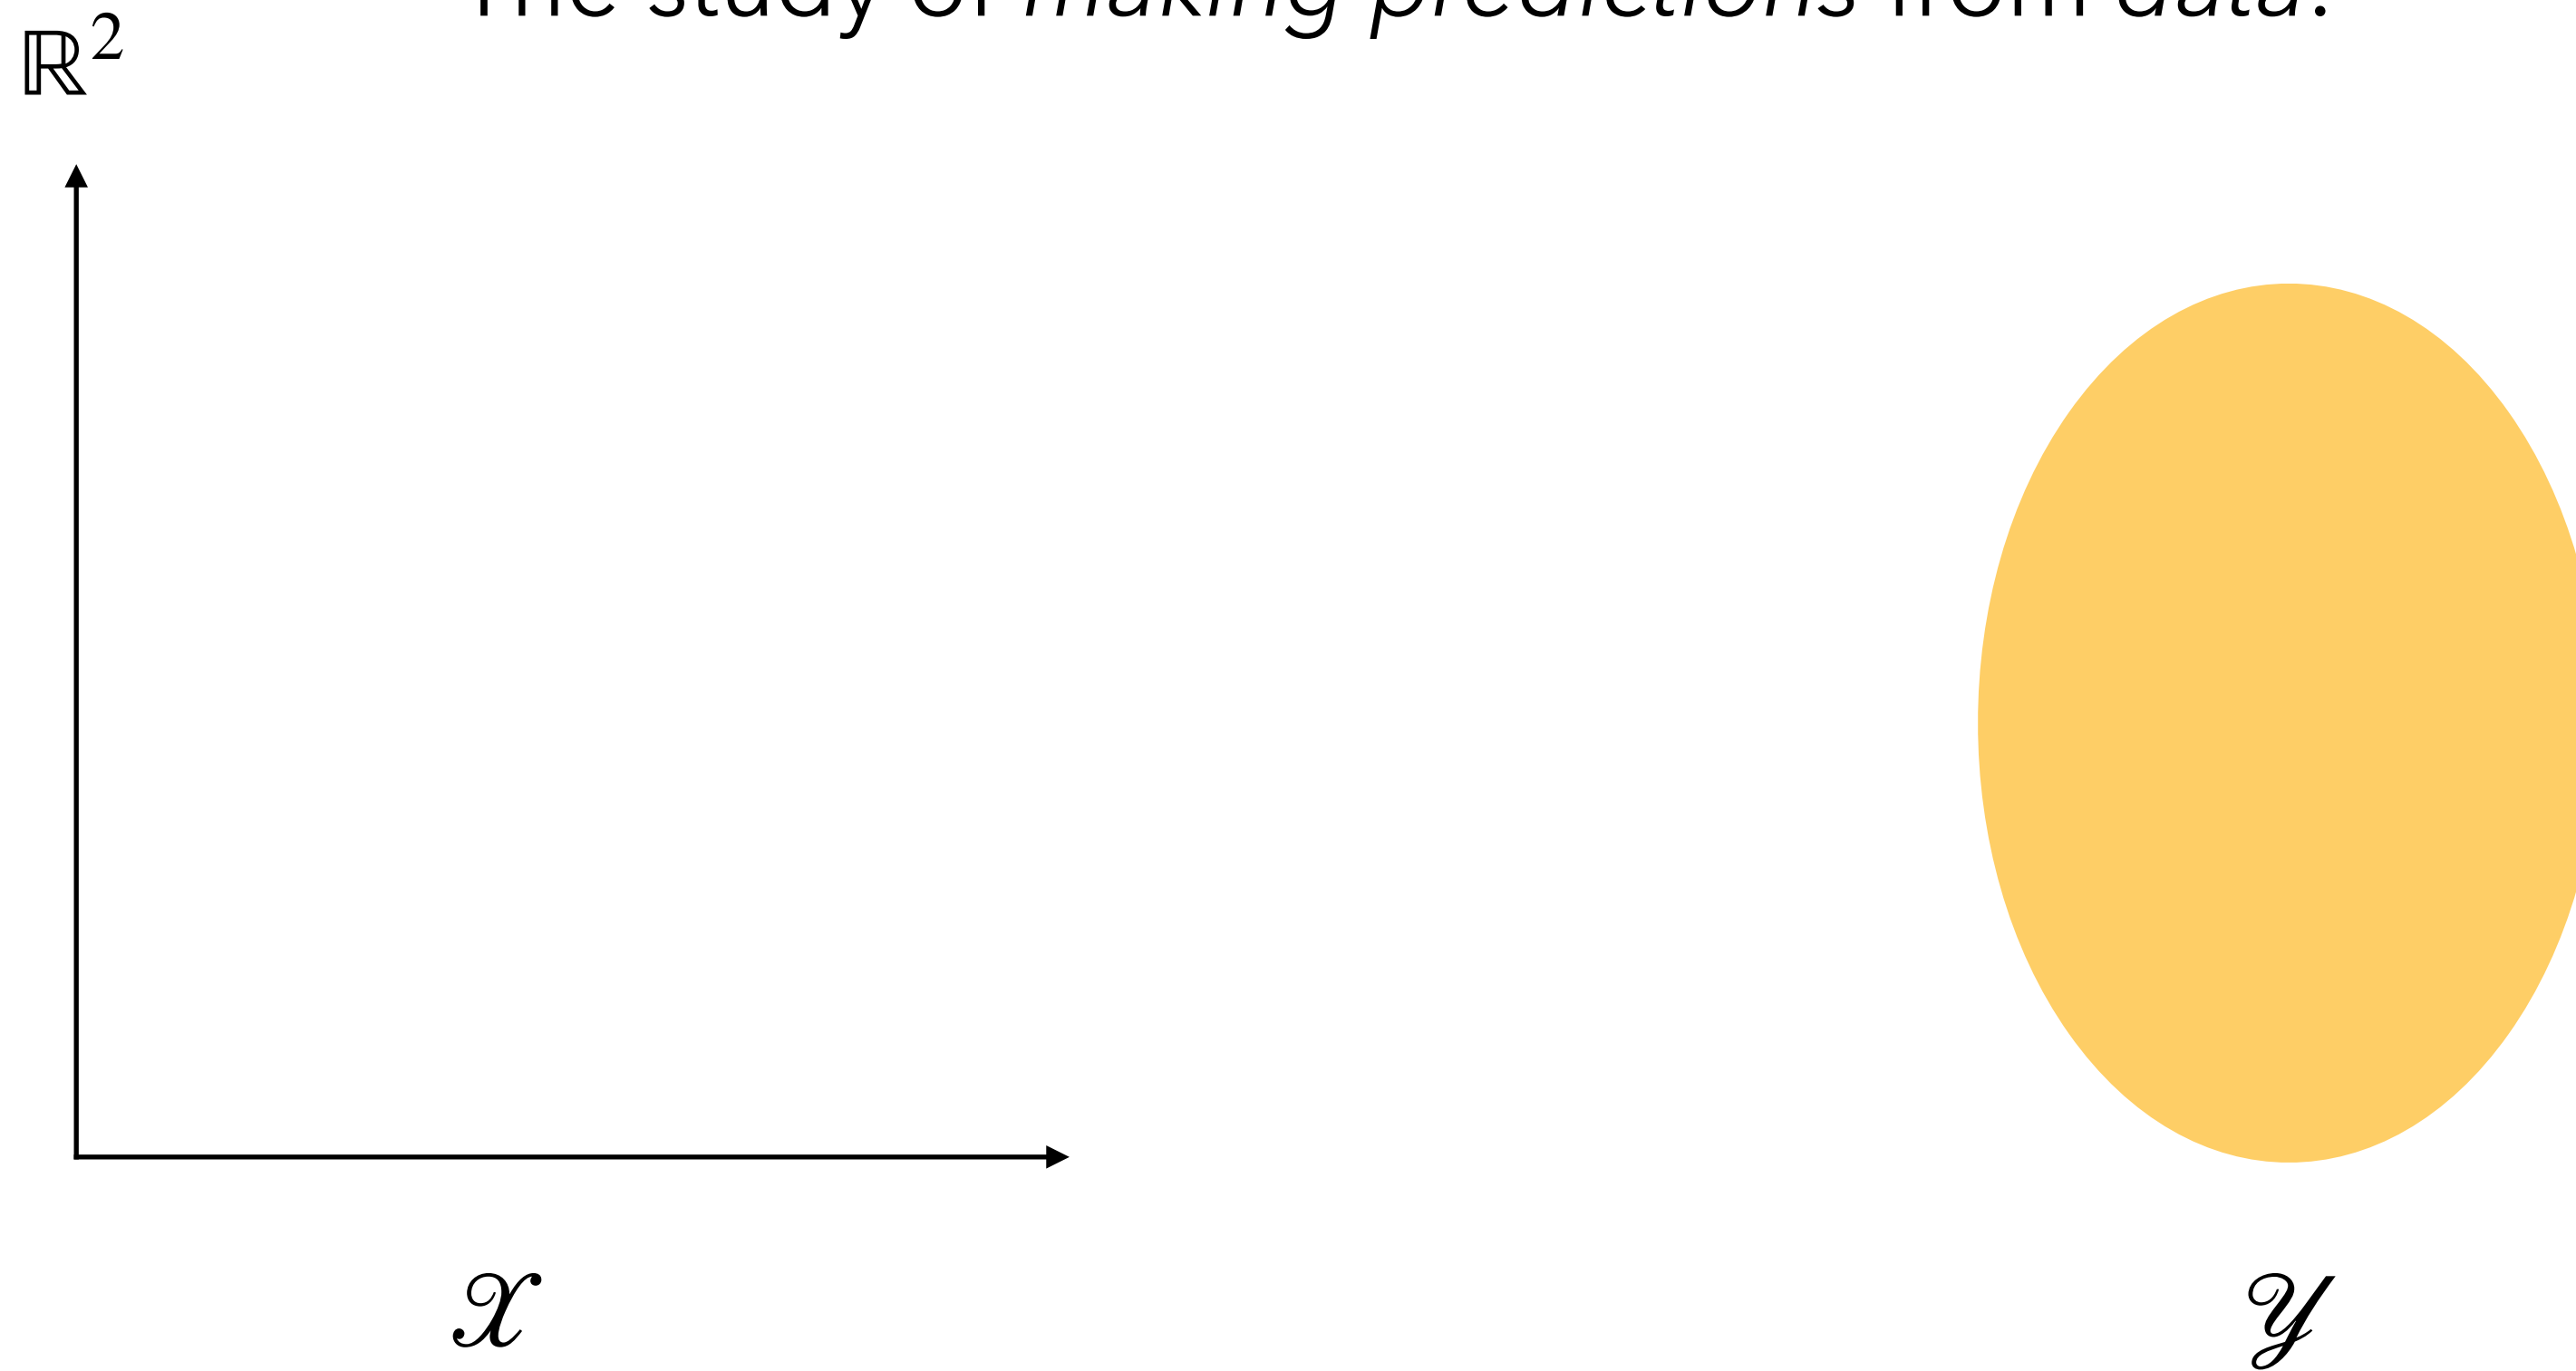 The study of making predictions from data.
ℝ²
𝒳
𝒴